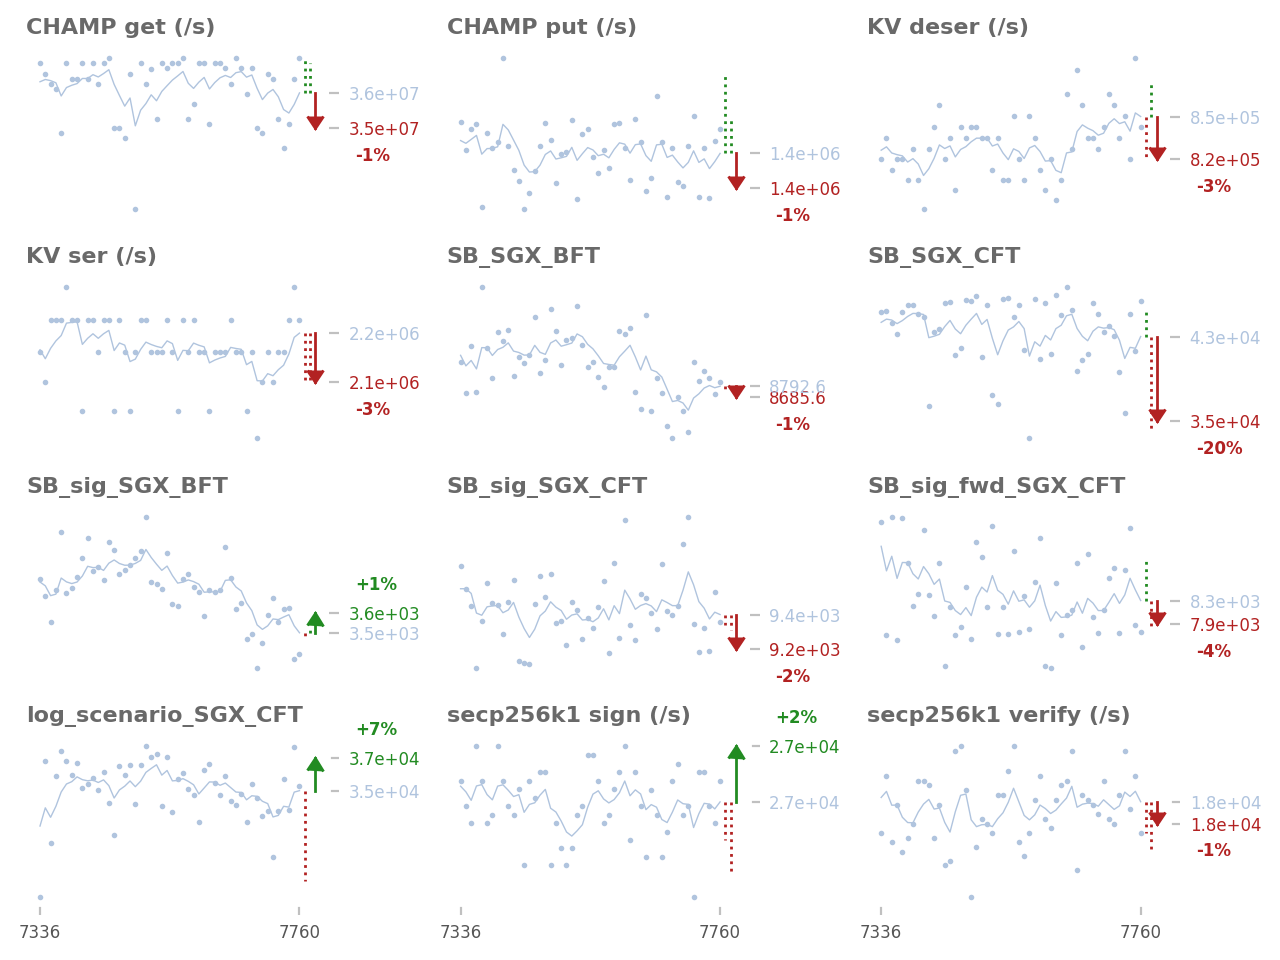 CHAMP get (/s)
3.6e+07
3.5e+07
-1%
CHAMP put (/s)
1.4e+06
1.4e+06
-1%
KV deser (/s)
8.5e+05
8.2e+05
-3%
KV ser (/s)
2.2e+06
2.1e+06
-3%
SB_SGX_BFT
8792.6
8685.6
-1%
SB_SGX_CFT
4.3e+04
3.5e+04
-20%
SB_sig_SGX_BFT
+1%
3.6e+03
3.5e+03
SB_sig_SGX_CFT
9.4e+03
9.2e+03
-2%
SB_sig_fwd_SGX_CFT
8.3e+03
7.9e+03
-4%
log_scenario_SGX_CFT
+7%
3.7e+04
3.5e+04
7336
7760
secp256k1 sign (/s)
+2%
2.7e+04
2.7e+04
7336
7760
secp256k1 verify (/s)
1.8e+04
1.8e+04
-1%
7336
7760